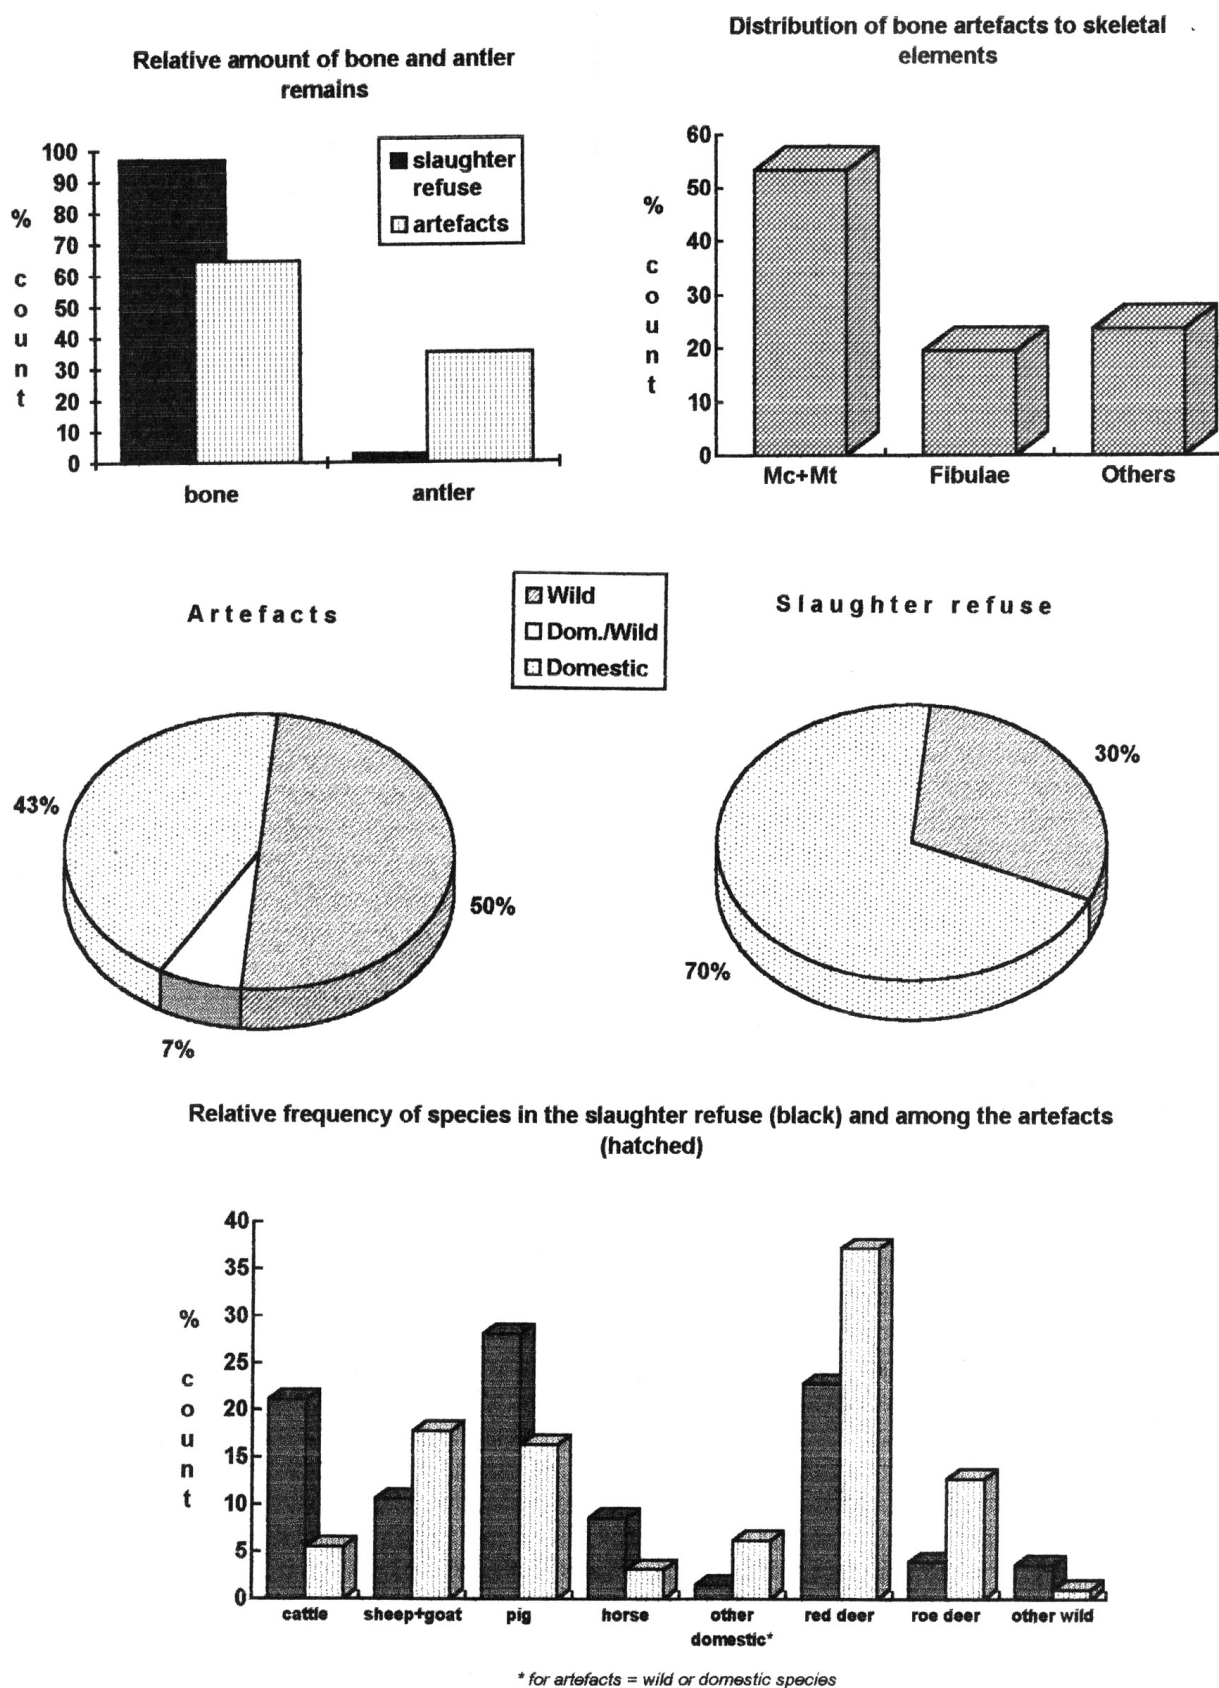 Relative amount of bone and antler
remains
% count
100
90
80
70
60
50
40
30
20
10
0
slaughter
refuse
artefacts
bone antler
Distribution of bone artefacts to skeletal
elements
% count
60
50
40
30
20
10
0
Mc+Mt Fibulae Others
Artefacts
Wild
Dom./Wild
Domestic
Slaughter refuse
43%
50%
7%
30%
70%
Relative frequency of species in the slaughter refuse (black) and among the artefacts
(hatched)
% count
40
35
30
25
20
15
10
5
0
cattle sheep+goat pig horse other red deer roe deer other wild
domestic*
* for artefacts = wild or domestic species